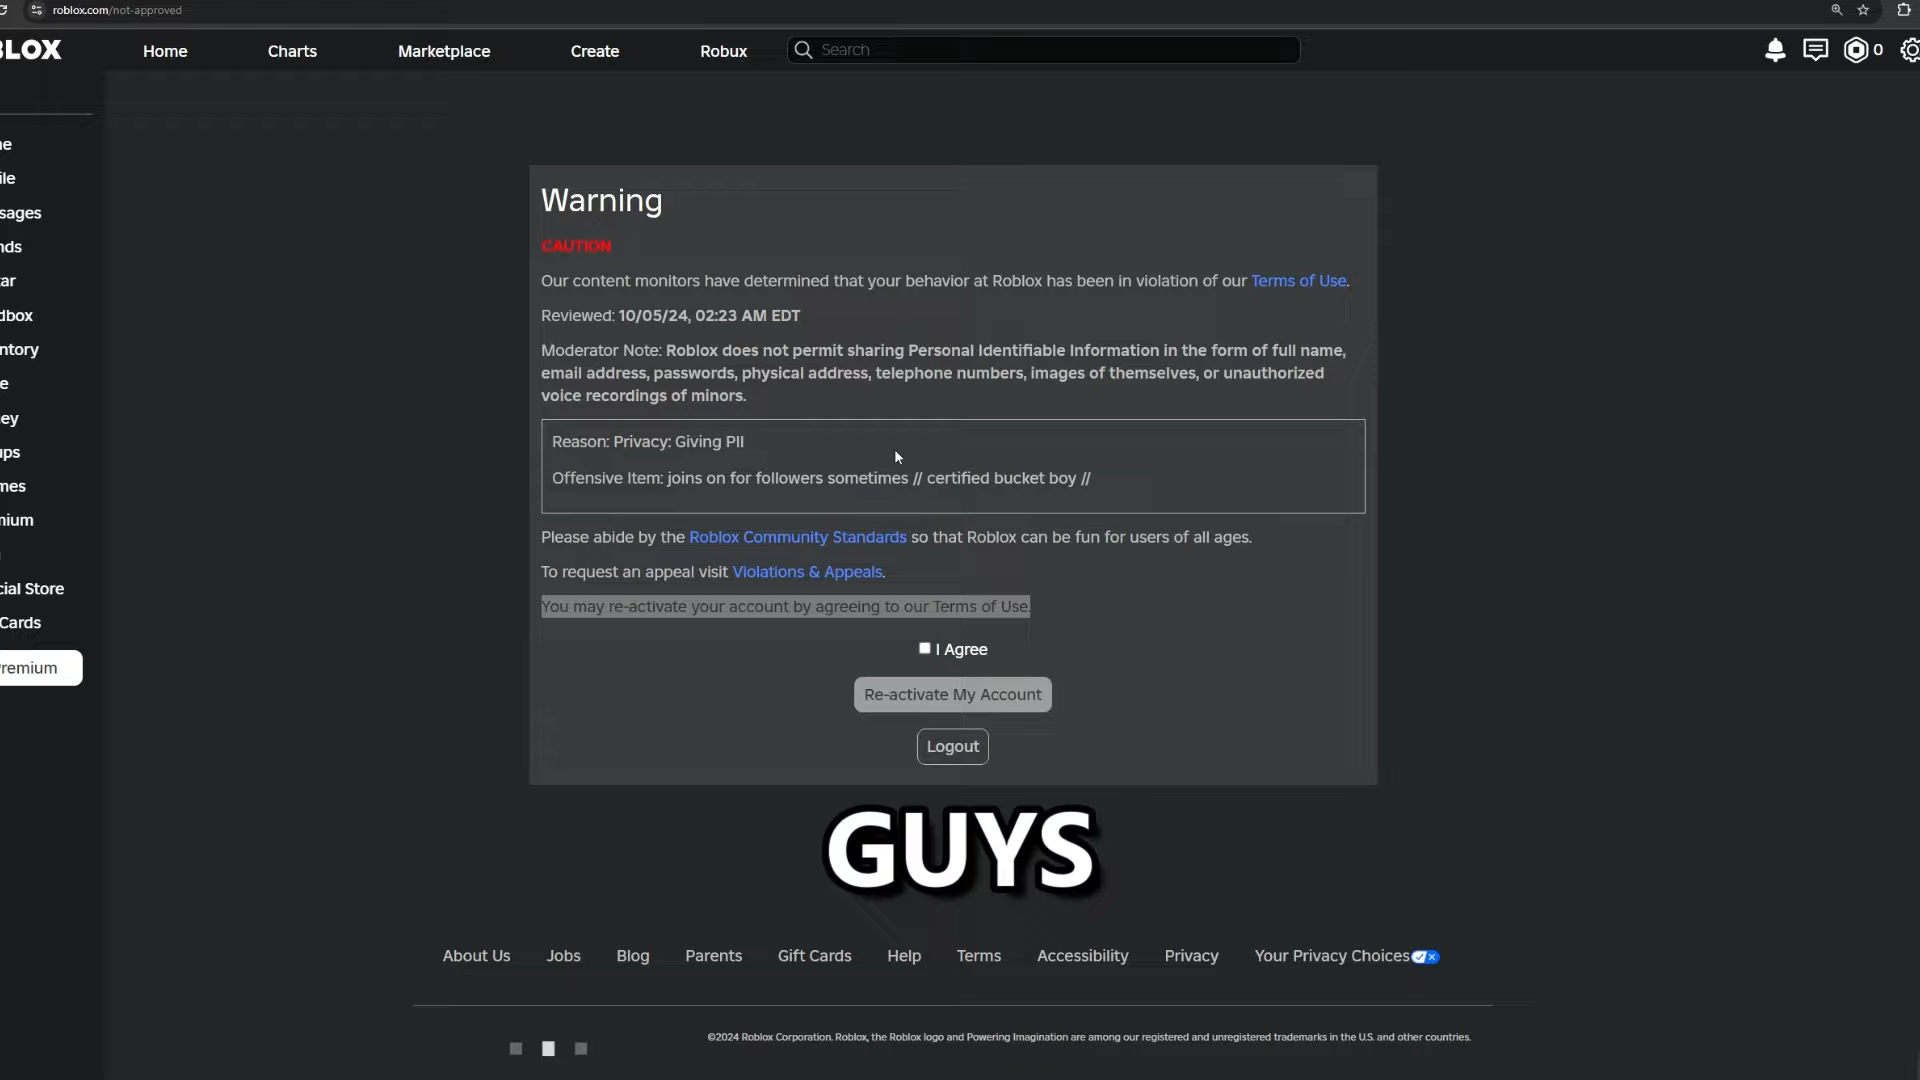 roblox.com/not-approved
BLOX
Home
Charts
Marketplace
Create
Robux
Search
0
ne
ile
sages
nds
ar
dbox
ntory
e
ey
ups
mes
nium
cial Store
Cards
remium
Warning
CAUTION
Our content monitors have determined that your behavior at Roblox has been in violation of our Terms of Use.
Reviewed: 10/05/24, 02:23 AM EDT
Moderator Note: Roblox does not permit sharing Personal Identifiable Information in the form of full name,
email address, passwords, physical address, telephone numbers, images of themselves, or unauthorized
voice recordings of minors.
Reason: Privacy: Giving PII
Offensive Item: joins on for followers sometimes // certified bucket boy //
Please abide by the Roblox Community Standards so that Roblox can be fun for users of all ages.
To request an appeal visit Violations & Appeals.
You may re-activate your account by agreeing to our Terms of Use.
I Agree
Re-activate My Account
Logout
GUYS
About Us
Jobs
Blog
Parents
Gift Cards
Help
Terms
Accessibility
Privacy
Your Privacy Choices
©2024 Roblox Corporation. Roblox, the Roblox logo and Powering Imagination are among our registered and unregistered trademarks in the U.S. and other countries.